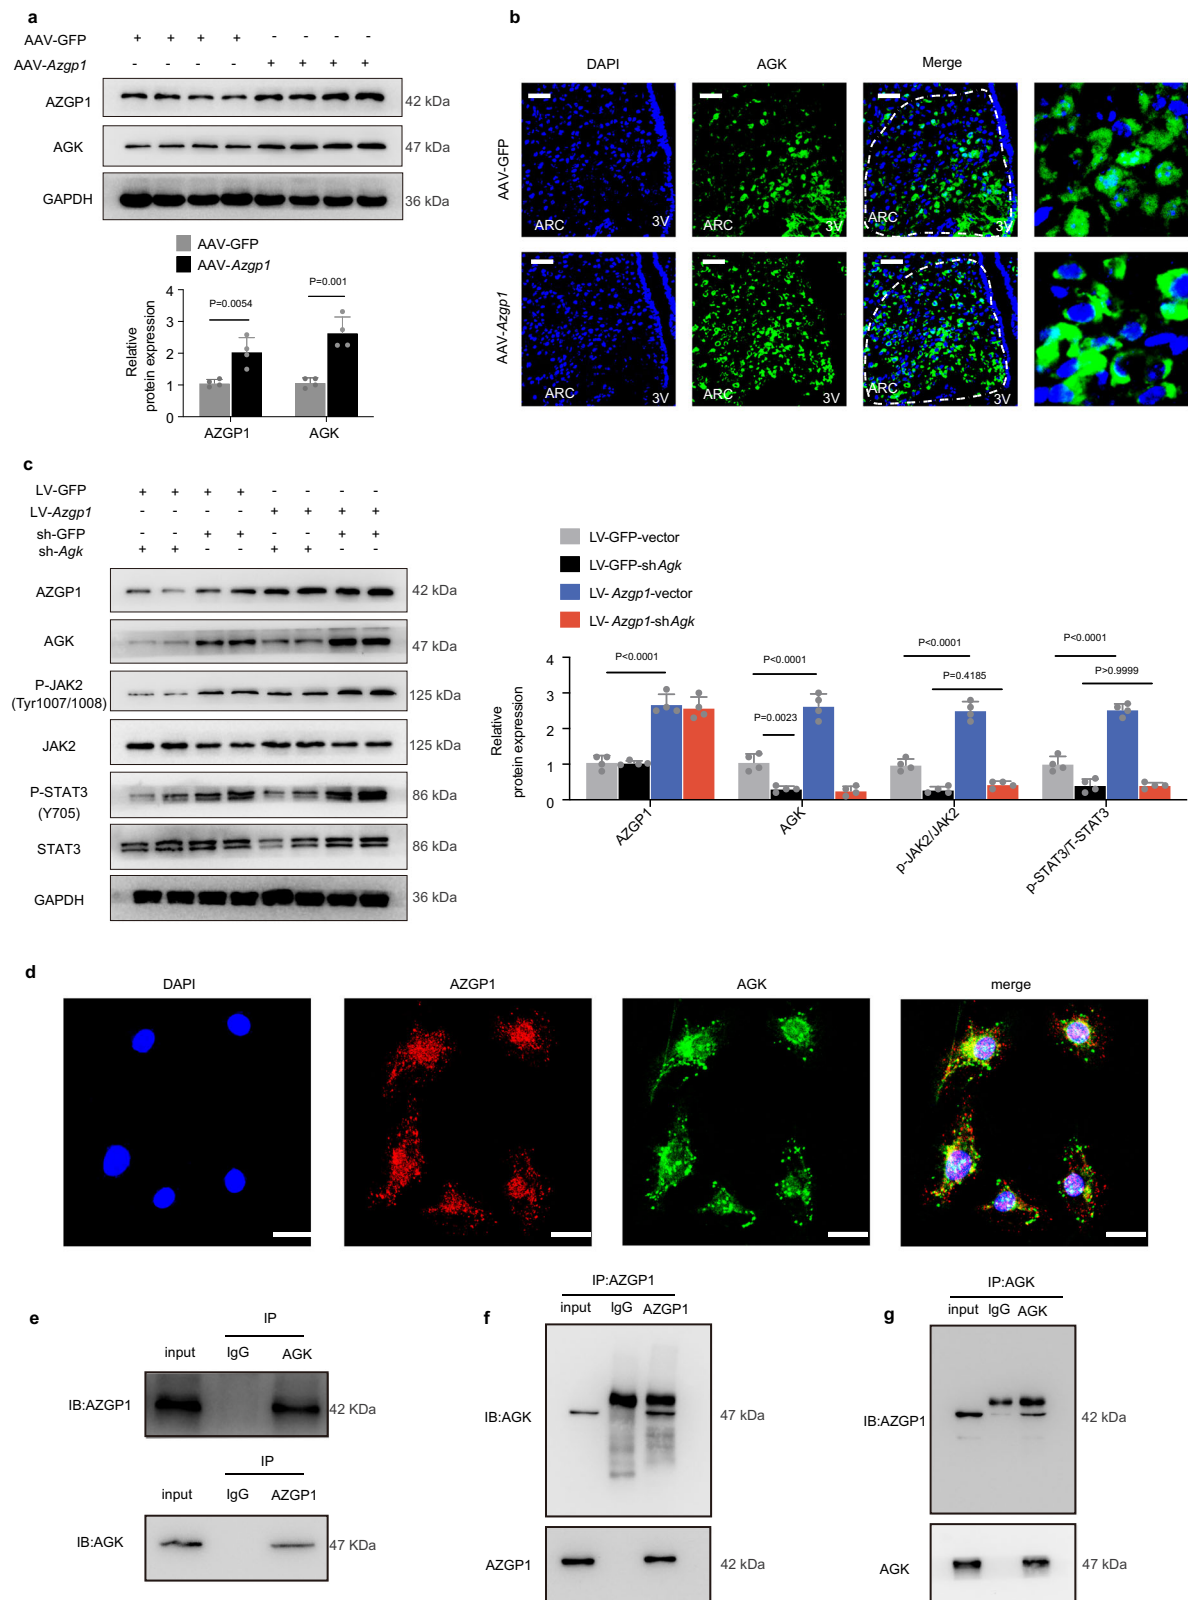 a
AAV-GFP + + + + - - - -
AAV-Azgp1 - - - - + + + +
AZGP1 42 kDa
AGK 47 kDa
GAPDH 36 kDa
AAV-GFP
AAV-Azgp1
Relative
protein expression
4
3
2
1
0
P=0.0054
P=0.001
AZGP1 AGK
b
DAPI AGK Merge
AAV-GFP
ARC 3V
ARC 3V
AAV-Azgp1
ARC 3V
ARC 3V
ARC 3V
ARC 3V
c
LV-GFP + + + + - - - -
LV-Azgp1 - - - - + + + +
sh-GFP - - + + - - + +
sh-Agk + + - - + + - -
AZGP1 42 kDa
AGK 47 kDa
P-JAK2
(Tyr1007/1008) 125 kDa
JAK2 125 kDa
P-STAT3
(Y705) 86 kDa
STAT3 86 kDa
GAPDH 36 kDa
LV-GFP-vector
LV-GFP-shAgk
LV- Azgp1-vector
LV- Azgp1-shAgk
Relative
protein expression
4
3
2
1
0
P<0.0001
P<0.0001
P=0.0023
P<0.0001
P=0.4185
P<0.0001
P>0.9999
AZGP1
AGK
p-JAK2/JAK2
p-STAT3/T-STAT3
d
DAPI AZGP1 AGK merge
e
IP
input IgG AGK
IB:AZGP1 42 KDa
IP
input IgG AZGP1
IB:AGK 47 KDa
f
IP:AZGP1
input IgG AZGP1
IB:AGK 47 kDa
AZGP1 42 kDa
g
IP:AGK
input IgG AGK
IB:AZGP1 42 kDa
AGK 47 kDa